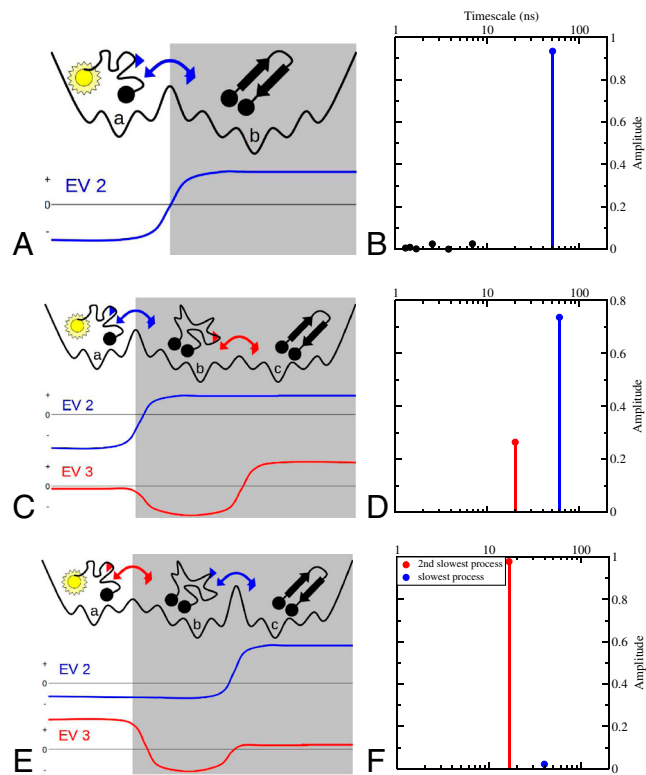 Timescale (ns)
1 10 100
a
b
+
EV 2
0
-
A
B
1
0.8
0.6
0.4
0.2
0
Amplitude
1 10 100
a
b
c
+
EV 2
0
-
+
EV 3
0
-
C
D
0.8
0.6
0.4
0.2
0
Amplitude
1 10 100
a
b
c
+
EV 2
0
-
EV 3
+
0
-
E
F
2nd slowest process
slowest process
1
0.8
0.6
0.4
0.2
0
Amplitude